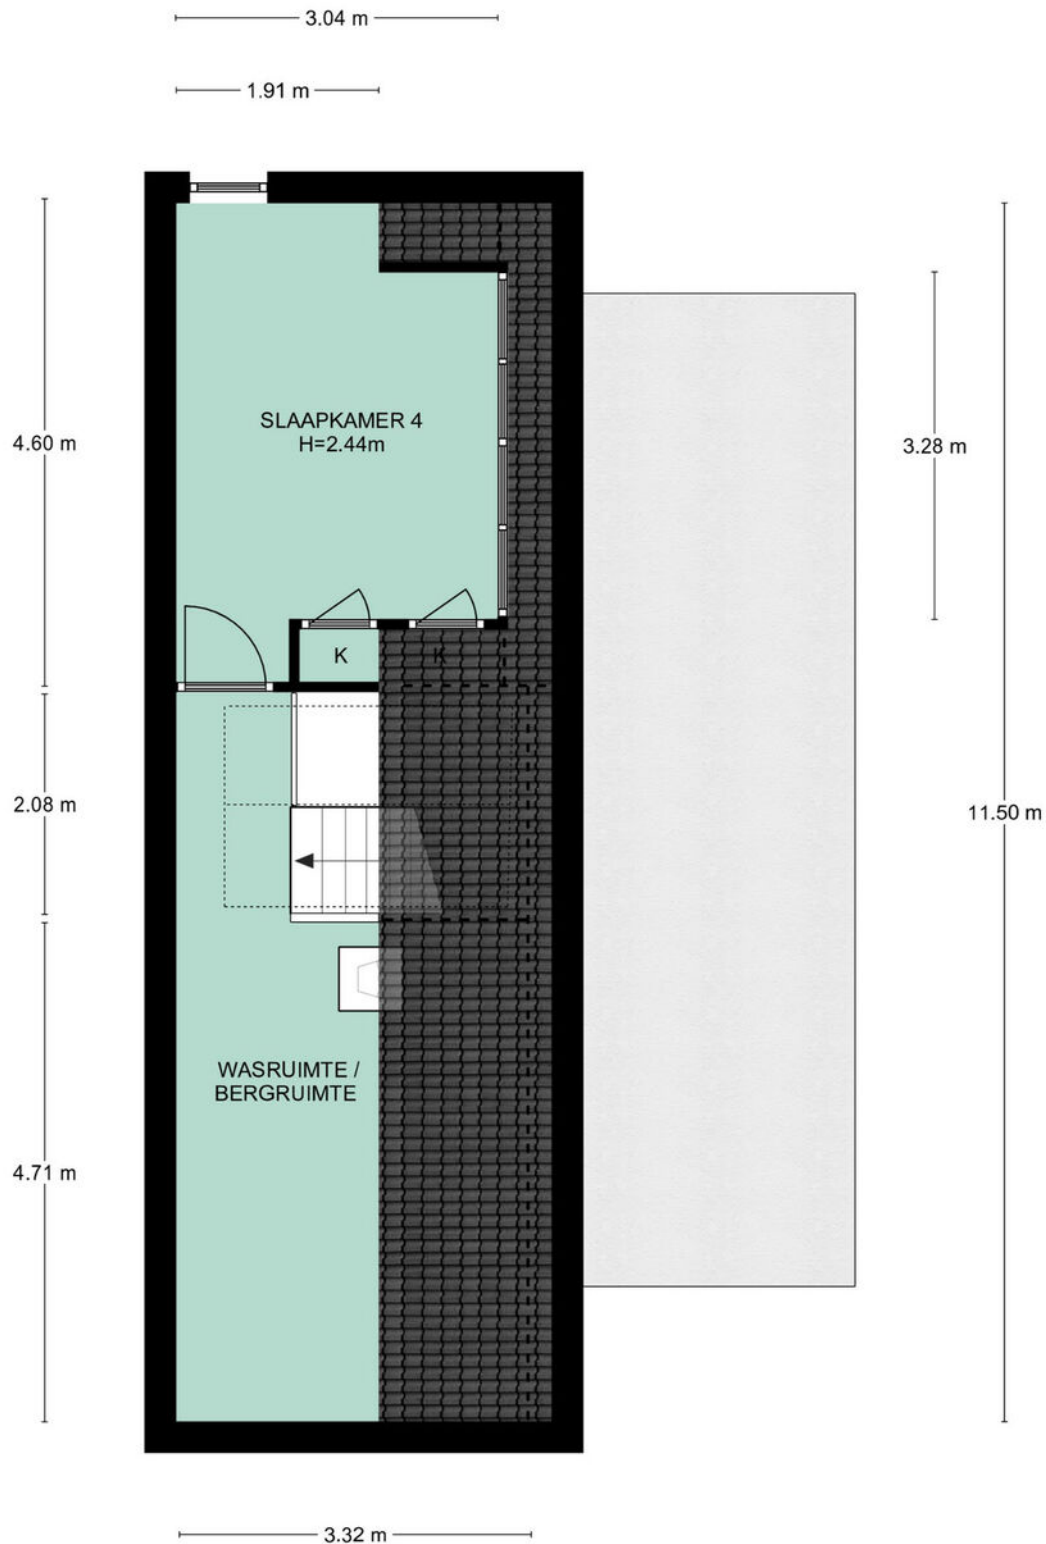 3.04 m
1.91 m
4.60 m
SLAAPKAMER 4
H=2.44m
3.28 m
K
K
2.08 m
11.50 m
WASRUIMTE /
BERGRUIMTE
4.71 m
3.32 m